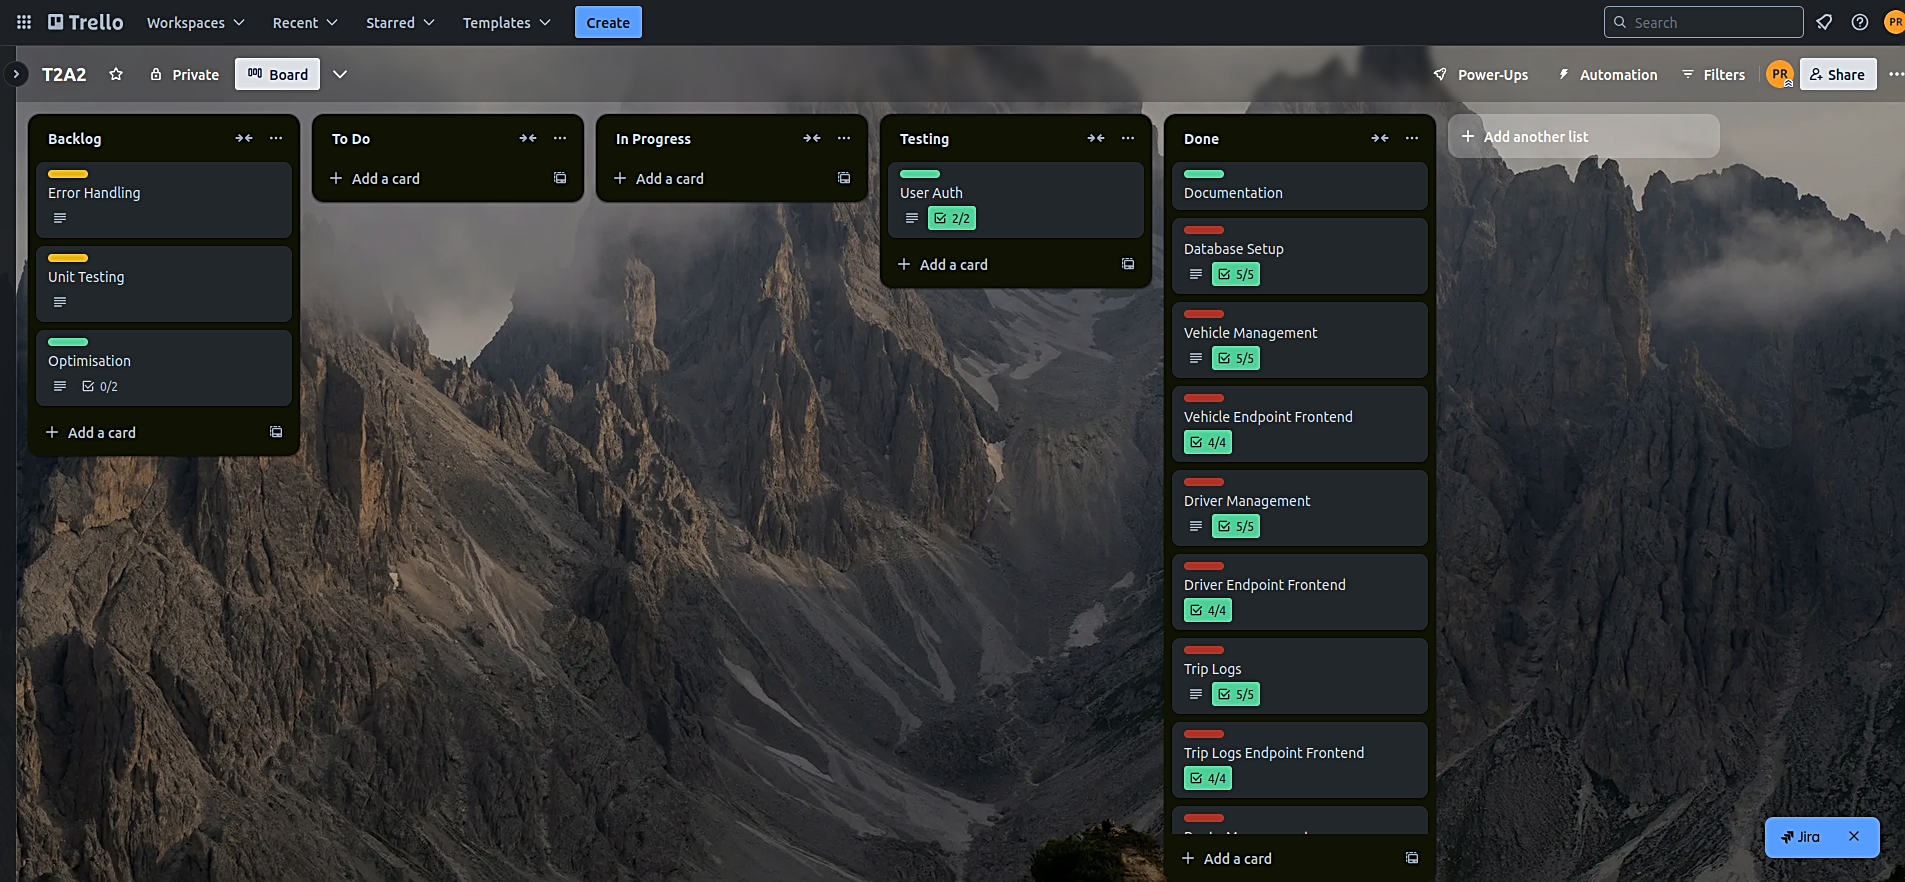 Trello
Workspaces
Recent
Starred
Templates
Create
Search
PR
T2A2
Private
Board
Power-Ups
Automation
Filters
PR
Share
Backlog
Error Handling
Unit Testing
Optimisation
0/2
Add a card
To Do
Add a card
In Progress
Add a card
Testing
User Auth
2/2
Add a card
Done
Documentation
Database Setup
5/5
Vehicle Management
5/5
Vehicle Endpoint Frontend
4/4
Driver Management
5/5
Driver Endpoint Frontend
4/4
Trip Logs
5/5
Trip Logs Endpoint Frontend
4/4
Add a card
Add another list
Jira